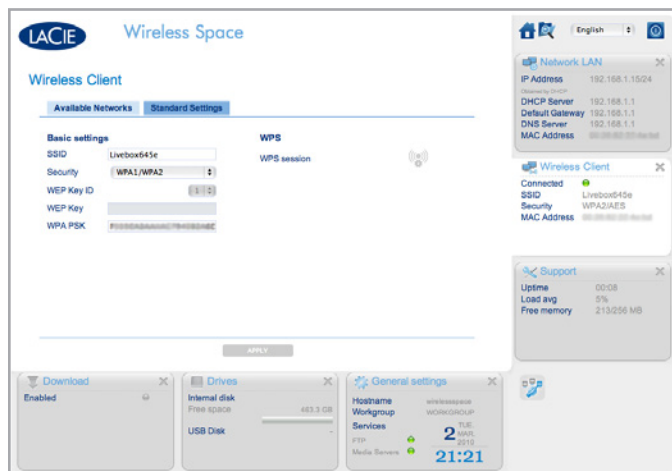 LACIE
Wireless Space
English
Wireless Client
Available Networks Standard Settings
Basic settings
SSID Livebox645e
Security WPA1/WPA2
WEP Key ID 1
WEP Key
WPA PSK
WPS
WPS session
APPLY
Network LAN
IP Address 192.168.1.15/24
Obtained by DHCP
DHCP Server 192.168.1.1
Default Gateway 192.168.1.1
DNS Server 192.168.1.1
MAC Address
Wireless Client
Connected
SSID Livebox645e
Security WPA2/AES
MAC Address
Support
Uptime 00:08
Load avg 5%
Free memory 213/256 MB
Download
Enabled
Drives
Internal disk
Free space 463.3 GB
USB Disk -
General settings
Hostname wirelessspace
Workgroup WORKGROUP
Services
FTP
Media Servers
2 TUE. MAR. 2010
21:21